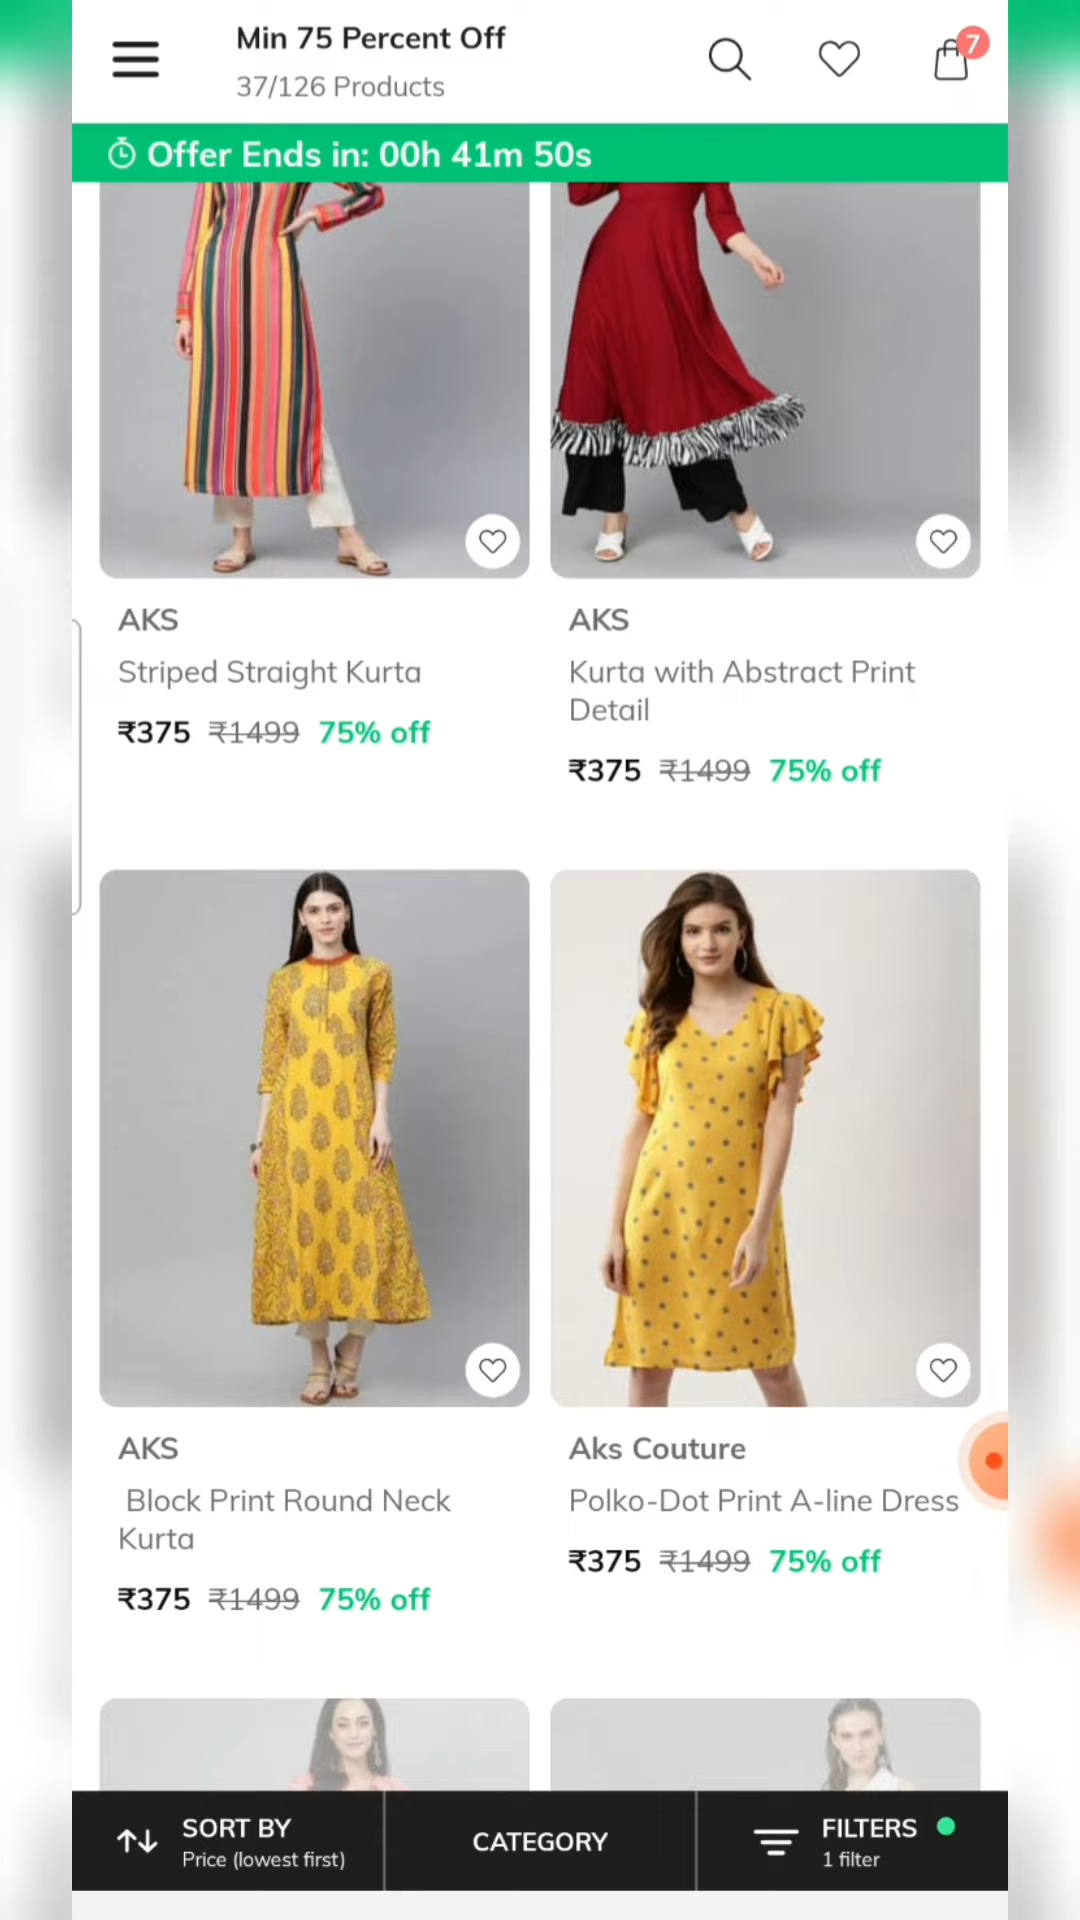 Min 75 Percent Off
37/126 Products
7
Offer Ends in: 00h 41m 50s
AKS
Striped Straight Kurta
₹375 ₹1499 75% off
AKS
Kurta with Abstract Print
Detail
₹375 ₹1499 75% off
AKS
Block Print Round Neck
Kurta
₹375 ₹1499 75% off
Aks Couture
Polko-Dot Print A-line Dress
₹375 ₹1499 75% off
SORT BY
Price (lowest first)
CATEGORY
FILTERS
1 filter